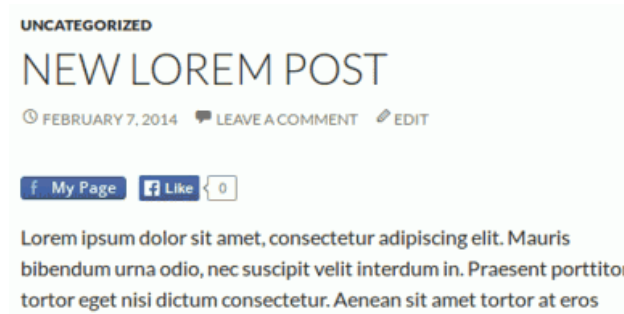 UNCATEGORIZED
NEW LOREM POST
FEBRUARY 7, 2014 LEAVE A COMMENT EDIT
f My Page f Like 0
Lorem ipsum dolor sit amet, consectetur adipiscing elit. Mauris
bibendum urna odio, nec suscipit velit interdum in. Praesent porttitor
tortor eget nisi dictum consectetur. Aenean sit amet tortor at eros